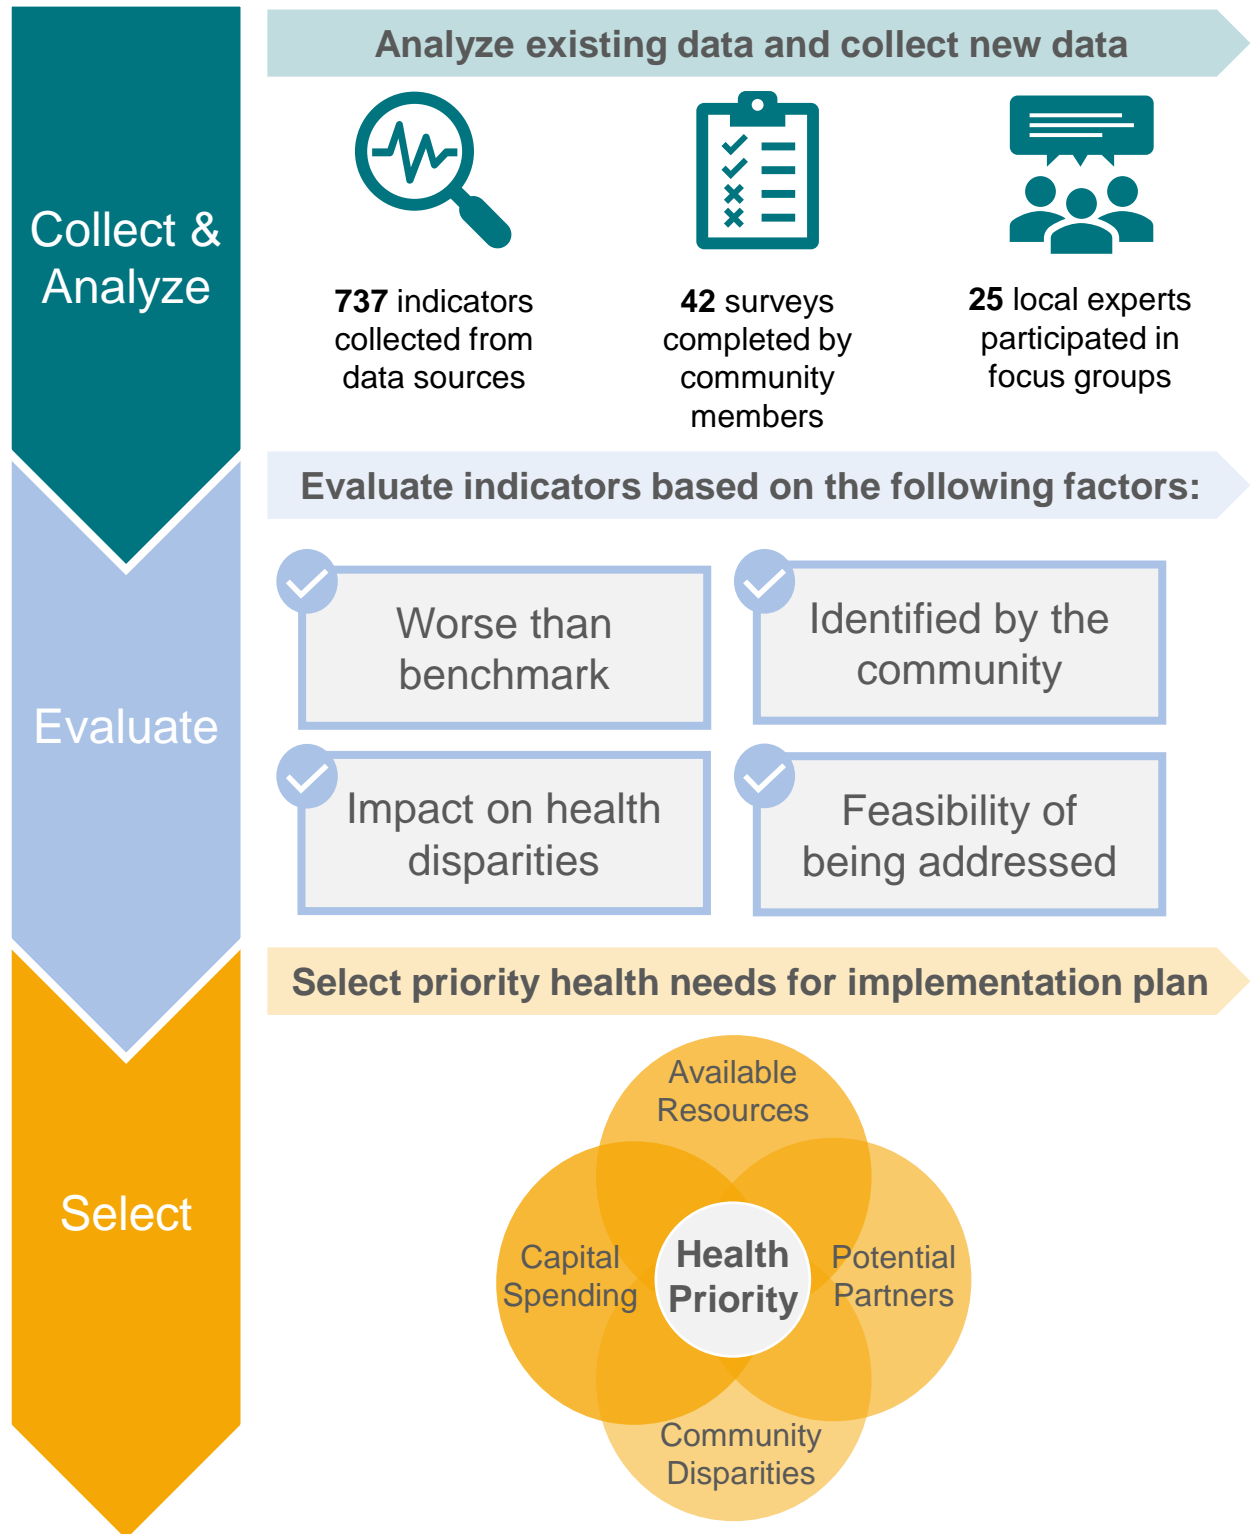 Analyze existing data and collect new data
Collect &
Analyze
737 indicators
collected from
data sources
42 surveys
completed by
community
members
25 local experts
participated in
focus groups
Evaluate indicators based on the following factors:
Evaluate
Worse than
benchmark
Identified by the
community
Impact on health
disparities
Feasibility of
being addressed
Select priority health needs for implementation plan
Select
Available
Resources
Capital
Spending
Health
Priority
Potential
Partners
Community
Disparities